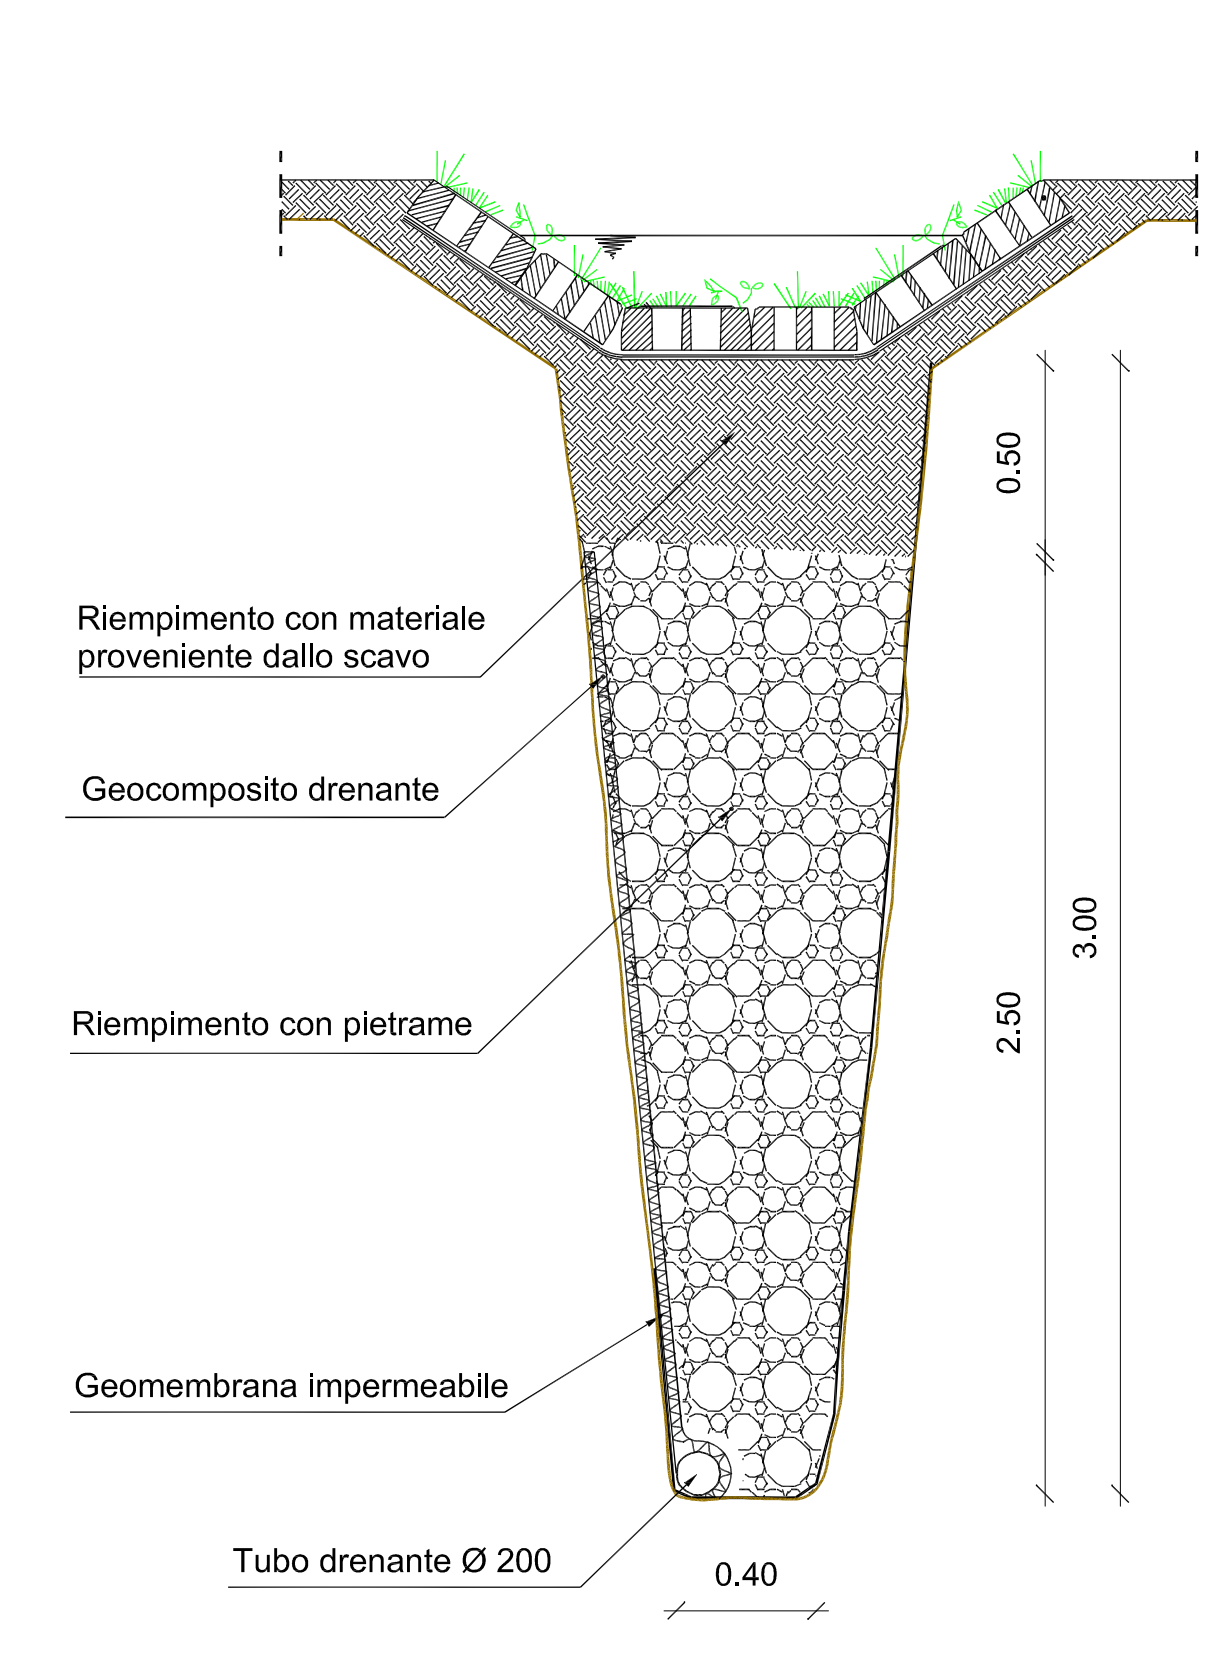 0.50
Riempimento con materiale
proveniente dallo scavo
Geocomposito drenante
3.00
2.50
Riempimento con pietrame
Geomembrana impermeabile
Tubo drenante Ø 200
0.40